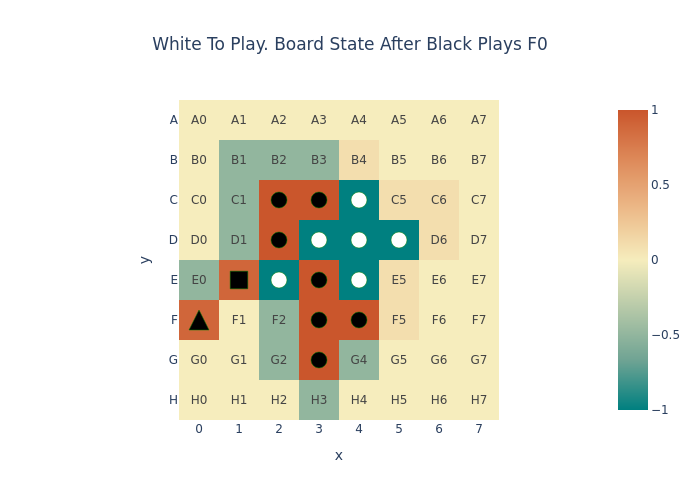 White To Play. Board State After Black Plays F0
A A0 A1 A2 A3 A4 A5 A6 A7
B B0 B1 B2 B3 B4 B5 B6 B7
C C0 C1 C5 C6 C7
D D0 D1 D6 D7
E E0 E5 E6 E7
F F1 F2 F5 F6 F7
G G0 G1 G2 G4 G5 G6 G7
H H0 H1 H2 H3 H4 H5 H6 H7
0 1 2 3 4 5 6 7
x
y
1
0.5
0
−0.5
−1